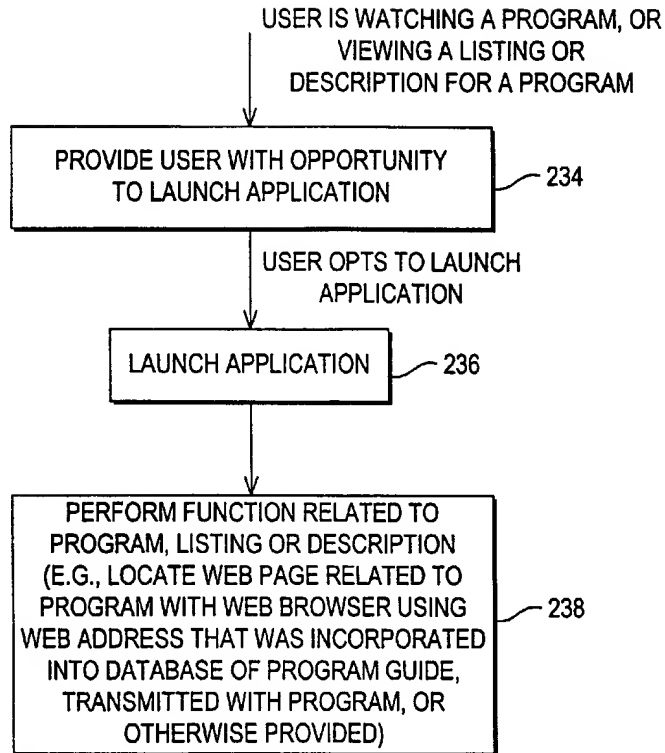 USER IS WATCHING A PROGRAM, OR
VIEWING A LISTING OR
DESCRIPTION FOR A PROGRAM
PROVIDE USER WITH OPPORTUNITY
TO LAUNCH APPLICATION
234
USER OPTS TO LAUNCH
APPLICATION
LAUNCH APPLICATION
236
PERFORM FUNCTION RELATED TO
PROGRAM, LISTING OR DESCRIPTION
(E.G., LOCATE WEB PAGE RELATED TO
PROGRAM WITH WEB BROWSER USING
WEB ADDRESS THAT WAS INCORPORATED
INTO DATABASE OF PROGRAM GUIDE,
TRANSMITTED WITH PROGRAM, OR
OTHERWISE PROVIDED)
238